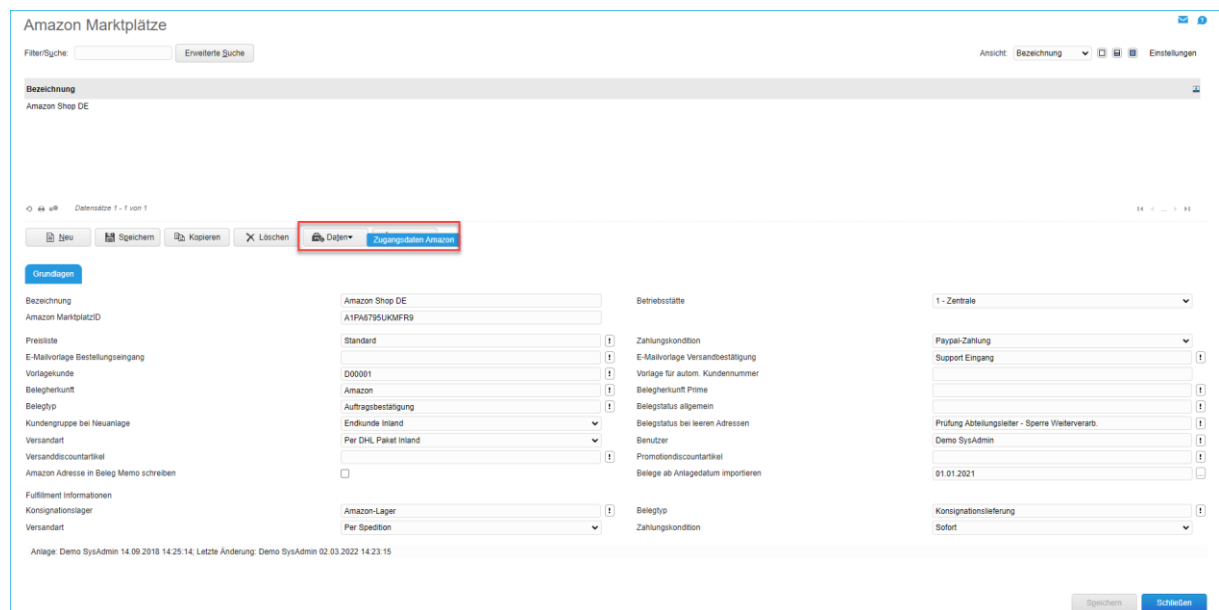 Amazon Marktplätze
Filter/Suche: Erweiterte Suche Ansicht: Bezeichnung Einstellungen
Bezeichnung
Amazon Shop DE
Datensätze 1 - 1 von 1
Neu Speichern Kopieren Löschen Daten Zugangsdaten Amazon
Grundlagen
Bezeichnung Amazon Shop DE Betriebsstätte 1 - Zentrale
Amazon MarktplatzID A1PA6795UKMFR9
Preisliste Standard Zahlungskondition Paypal-Zahlung
E-Mailvorlage Bestellungseingang E-Mailvorlage Versandbestätigung Support Eingang
Vorlagekunde D00001 Vorlage für autom. Kundennummer
Belegherkunft Amazon Belegherkunft Prime
Belegtyp Auftragsbestätigung Belegstatus allgemein
Kundengruppe bei Neuanlage Endkunde Inland Belegstatus bei leeren Adressen Prüfung Abteilungsleiter - Sperre Weiterverarb.
Versandart Per DHL Paket Inland Benutzer Demo SysAdmin
Versanddiscountartikel Promotiondiscountartikel
Amazon Adresse in Beleg Memo schreiben Belege ab Anlagedatum importieren 01.01.2021
Fulfillment Informationen
Konsignationslager Amazon-Lager Belegtyp Konsignationslieferung
Versandart Per Spedition Zahlungskondition Sofort
Anlage: Demo SysAdmin 14.09.2018 14:25:14; Letzte Änderung: Demo SysAdmin 02.03.2022 14:23:15
Speichern Schließen